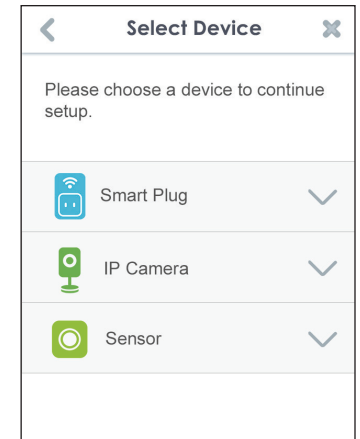 Select Device
Please choose a device to continue
setup.
Smart Plug
IP Camera
Sensor